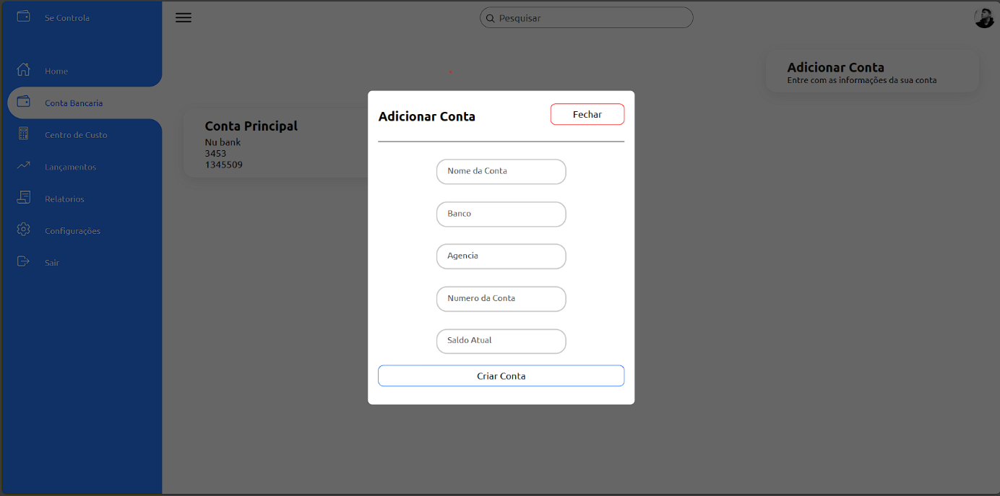 Se Controla
Pesquisar
Home
Conta Bancaria
Centro de Custo
Lançamentos
Relatorios
Configurações
Sair
Adicionar Conta
Entre com as informações da sua conta
Conta Principal
Nu bank
3453
1345509
Adicionar Conta
Fechar
Nome da Conta
Banco
Agencia
Numero da Conta
Saldo Atual
Criar Conta